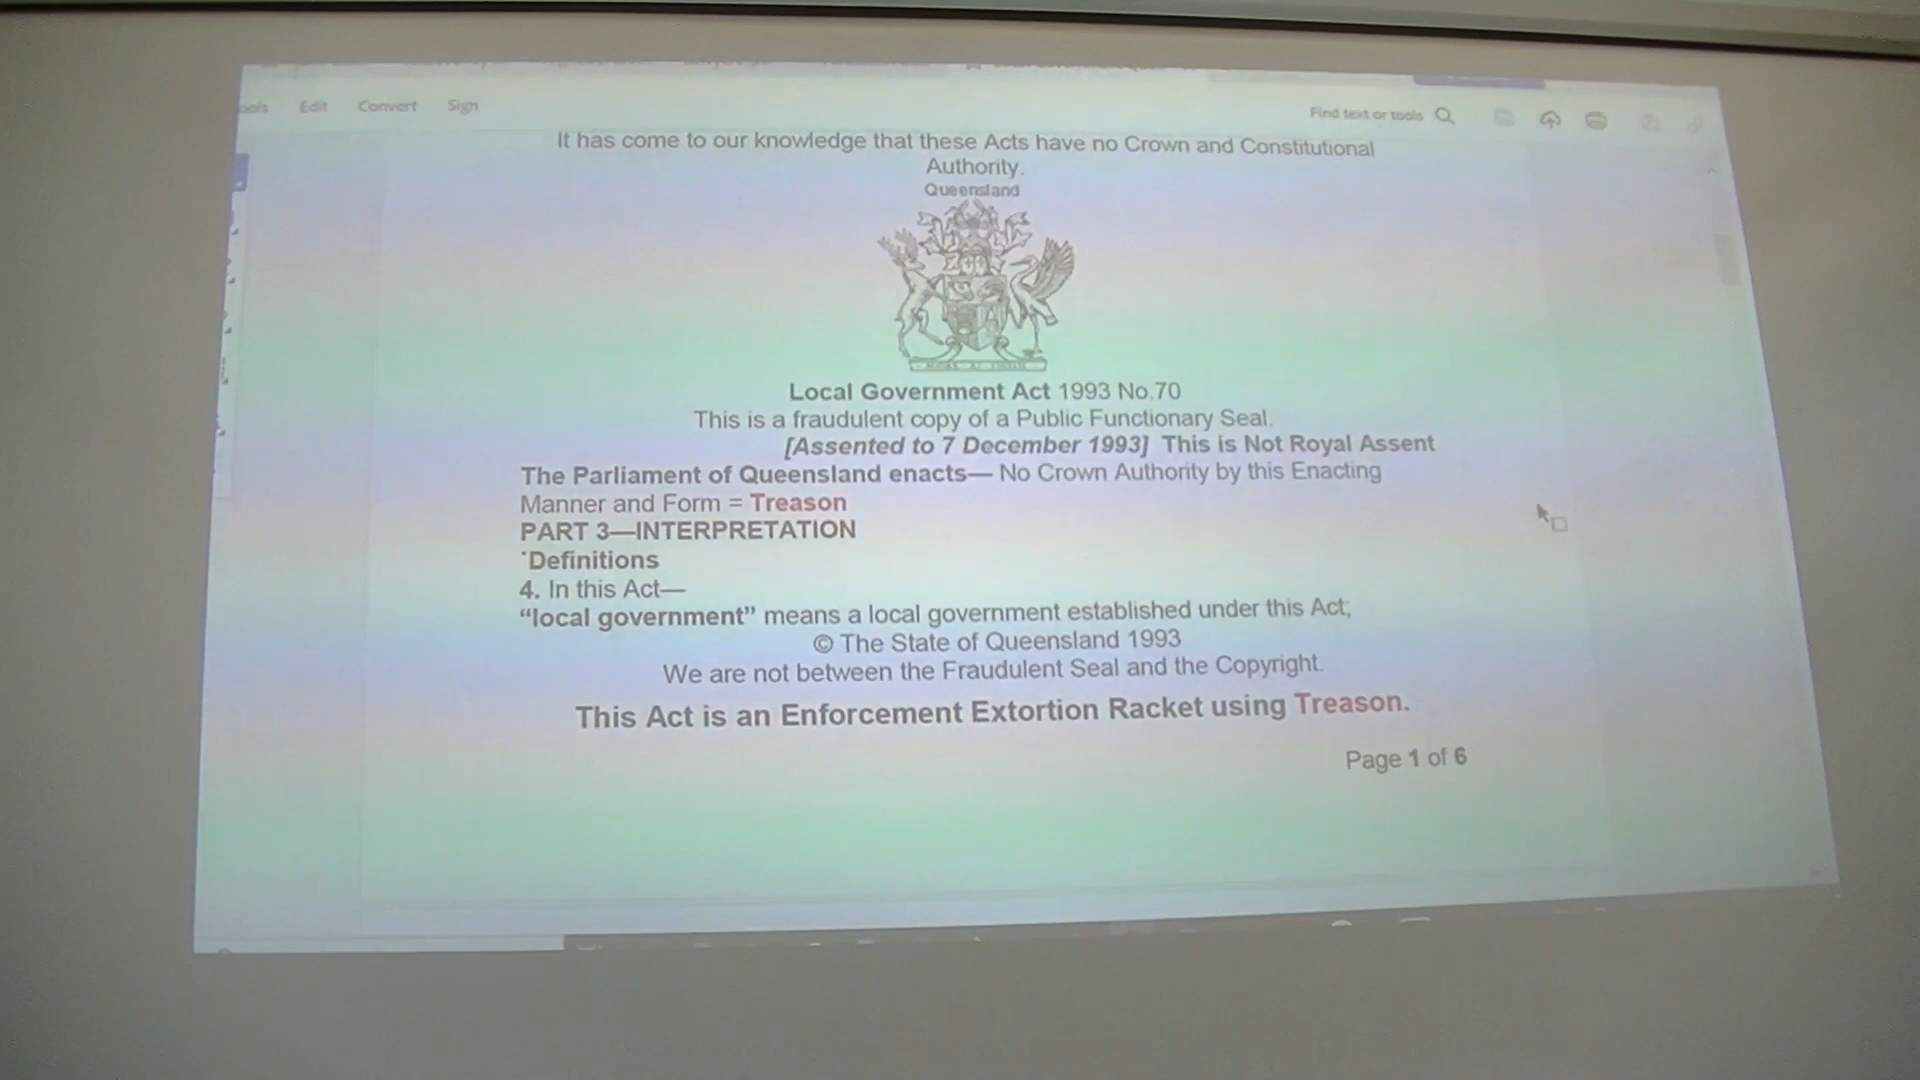 Edit Convert Sign
Find text or tools
It has come to our knowledge that these Acts have no Crown and Constitutional
Authority.
Queensland
Local Government Act 1993 No.70
This is a fraudulent copy of a Public Functionary Seal.
[Assented to 7 December 1993] This is Not Royal Assent
The Parliament of Queensland enacts— No Crown Authority by this Enacting
Manner and Form = Treason
PART 3—INTERPRETATION
˙Definitions
4. In this Act—
“local government” means a local government established under this Act;
© The State of Queensland 1993
We are not between the Fraudulent Seal and the Copyright.
This Act is an Enforcement Extortion Racket using Treason.
Page 1 of 6